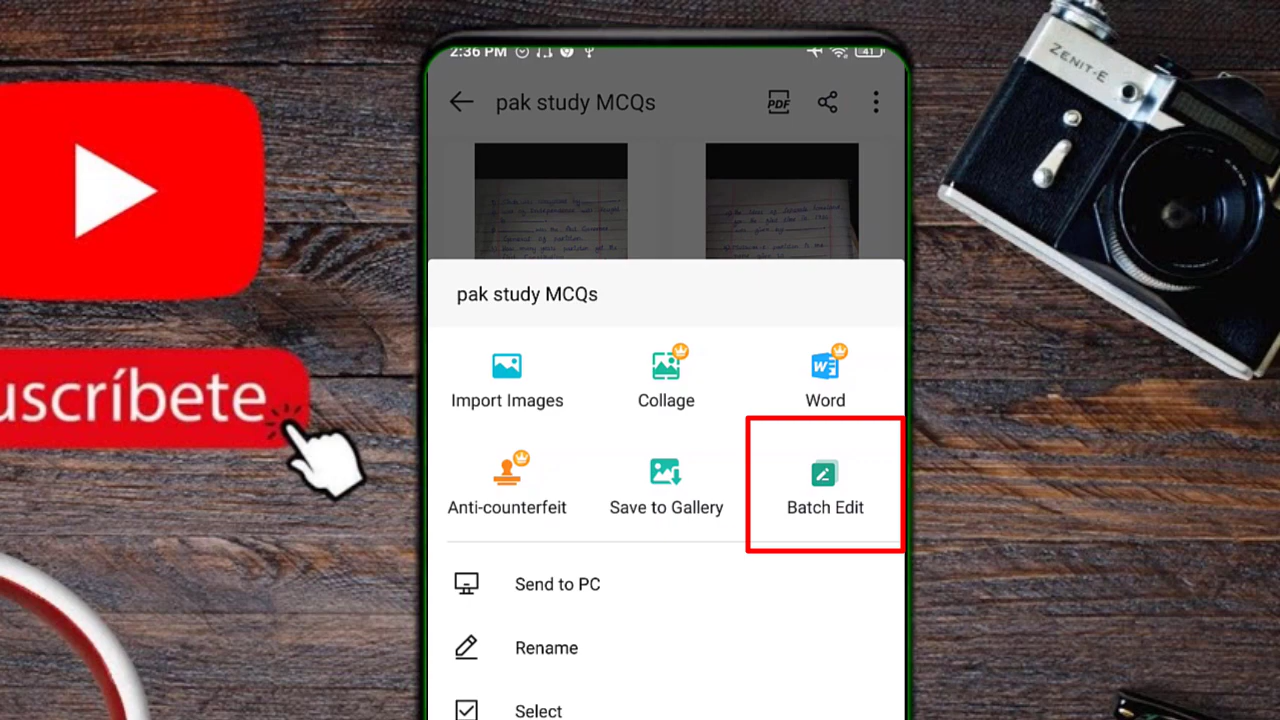 2:36 PM
41
pak study MCQs
PDF
pak study MCQs
Import Images
Collage
W
Word
Anti-counterfeit
Save to Gallery
Batch Edit
Send to PC
Rename
Select
uscríbete
ZENIT-E